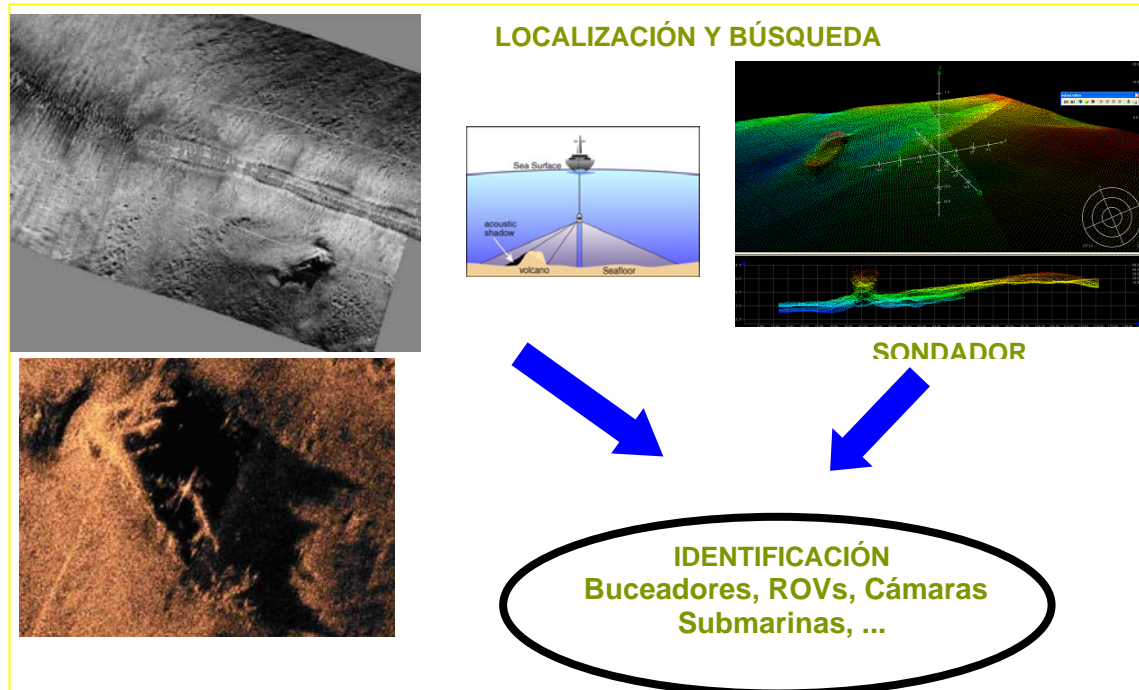 LOCALIZACIÓN Y BÚSQUEDA
Sea Surface
acoustic
shadow
volcano
Seafloor
SONDADOR
IDENTIFICACIÓN
Buceadores, ROVs, Cámaras
Submarinas, ...